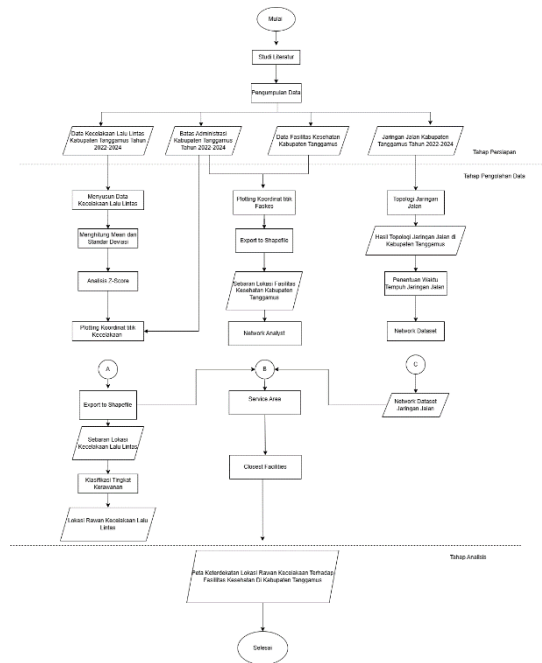 Mulai
Studi Literatur
Pengumpulan Data
Data Kecelakaan Lalu Lintas
Kabupaten Tanggamus Tahun
2022-2024
Batas Administrasi
Kabupaten Tanggamus
Tahun 2022-2024
Data Fasilitas Kesehatan
Kabupaten Tanggamus
Jaringan Jalan Kabupaten
Tanggamus Tahun 2022-2024
Tahap Persiapan
Tahap Pengolahan Data
Menyusun Data
Kecelakaan Lalu Lintas
Menghitung Mean dan
Standar Deviasi
Analisis Z-Score
Plotting Koordinat titik
Kecelakaan
Plotting Koordinat titik
Faskes
Export to Shapefile
Sebaran Lokasi Fasilitas
Kesehatan Kabupaten
Tanggamus
Network Analyst
Topologi Jaringan
Jalan
Hasil Topologi Jaringan Jalan di
Kabupaten Tanggamus
Penentuan Waktu
Tempuh Jaringan Jalan
Network Dataset
A
B
C
Export to Shapefile
Sebaran Lokasi
Kecelakaan Lalu Lintas
Klasifikasi Tingkat
Kerawanan
Lokasi Rawan Kecelakaan Lalu
Lintas
Service Area
Closest Facilities
Network Dataset
Jaringan Jalan
Tahap Analisis
Peta Keterdekatan Lokasi Rawan Kecelakaan Terhadap
Fasilitas Kesehatan Di Kabupaten Tanggamus
Selesai